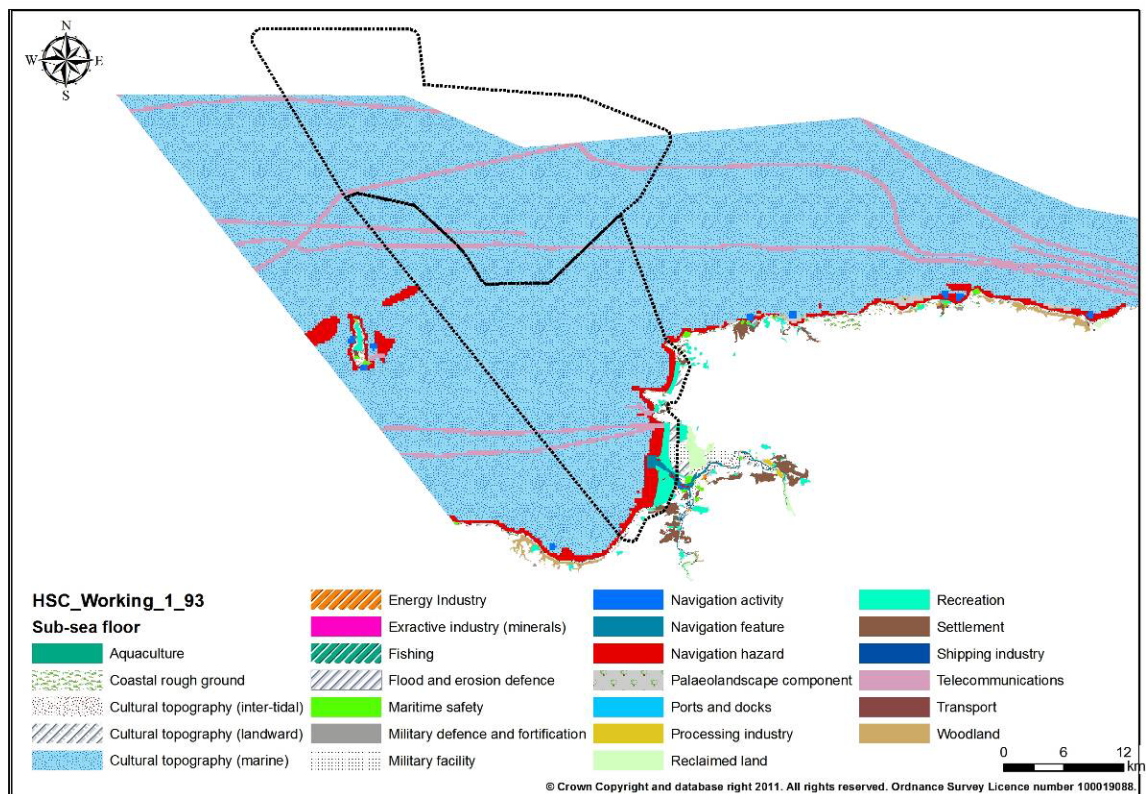 N
W E
S
HSC_Working_1_93
Sub-sea floor
Aquaculture
Coastal rough ground
Cultural topography (inter-tidal)
Cultural topography (landward)
Cultural topography (marine)
Energy Industry
Exractive industry (minerals)
Fishing
Flood and erosion defence
Maritime safety
Military defence and fortification
Military facility
Navigation activity
Navigation feature
Navigation hazard
Palaeolandscape component
Ports and docks
Processing industry
Reclaimed land
Recreation
Settlement
Shipping industry
Telecommunications
Transport
Woodland
0 6 12
km
© Crown Copyright and database right 2011. All rights reserved. Ordnance Survey Licence number 100019088.